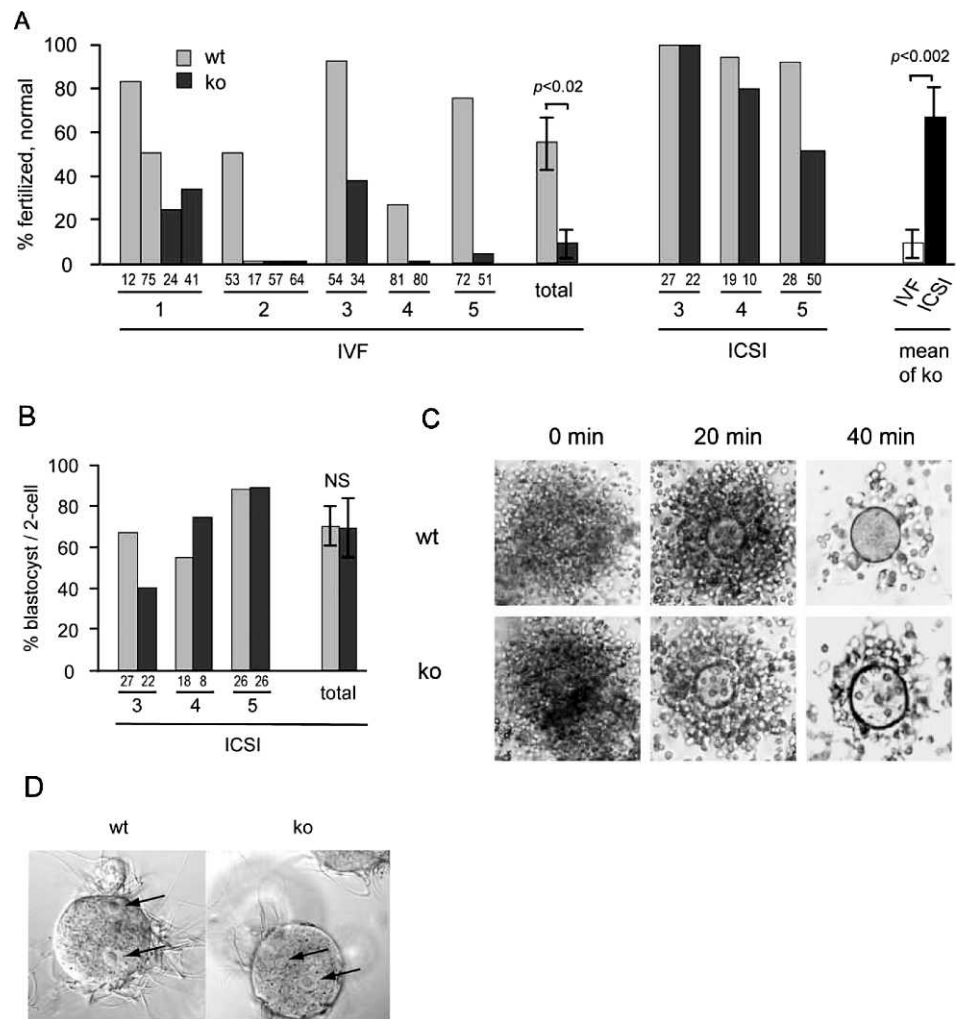 A
% fertilized, normal
100
80
60
40
20
0
wt
ko
p<0.02
p<0.002
12 75 24 41 53 17 57 64 54 34 81 80 72 51 total 27 22 19 10 28 50
1 2 3 4 5 3 4 5
IVF ICSI
IVF ICSI
mean
of ko
B
% blastocyst / 2-cell
100
80
60
40
20
0
NS
27 22 18 8 26 26
3 4 5 total
ICSI
C
0 min 20 min 40 min
wt
ko
D
wt ko